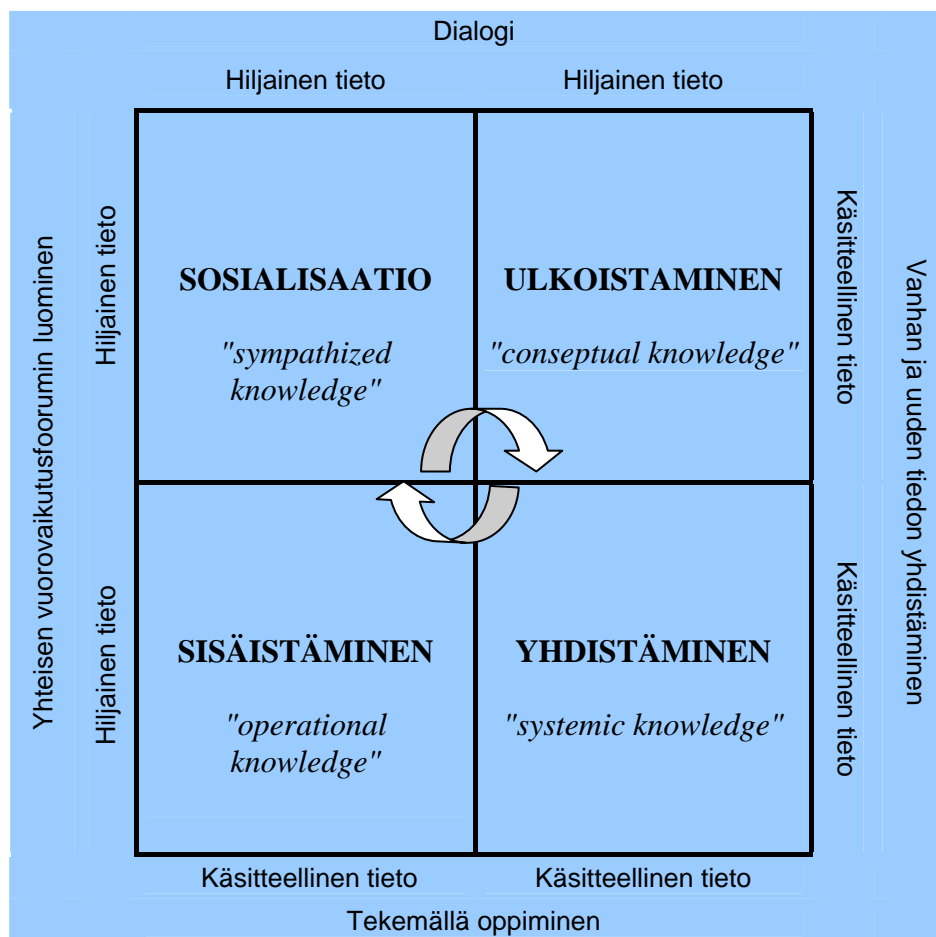 Dialogi
Hiljainen tieto
Hiljainen tieto
Yhteisen vuorovaikutusfoorumin luominen
Hiljainen tieto
Hiljainen tieto
SOSIALISAATIO
"sympathized
knowledge"
ULKOISTAMINEN
"conseptual knowledge"
SISÄISTÄMINEN
"operational
knowledge"
YHDISTÄMINEN
"systemic knowledge"
Käsitteellinen tieto
Käsitteellinen tieto
Vanhan ja uuden tiedon yhdistäminen
Käsitteellinen tieto
Käsitteellinen tieto
Tekemällä oppiminen